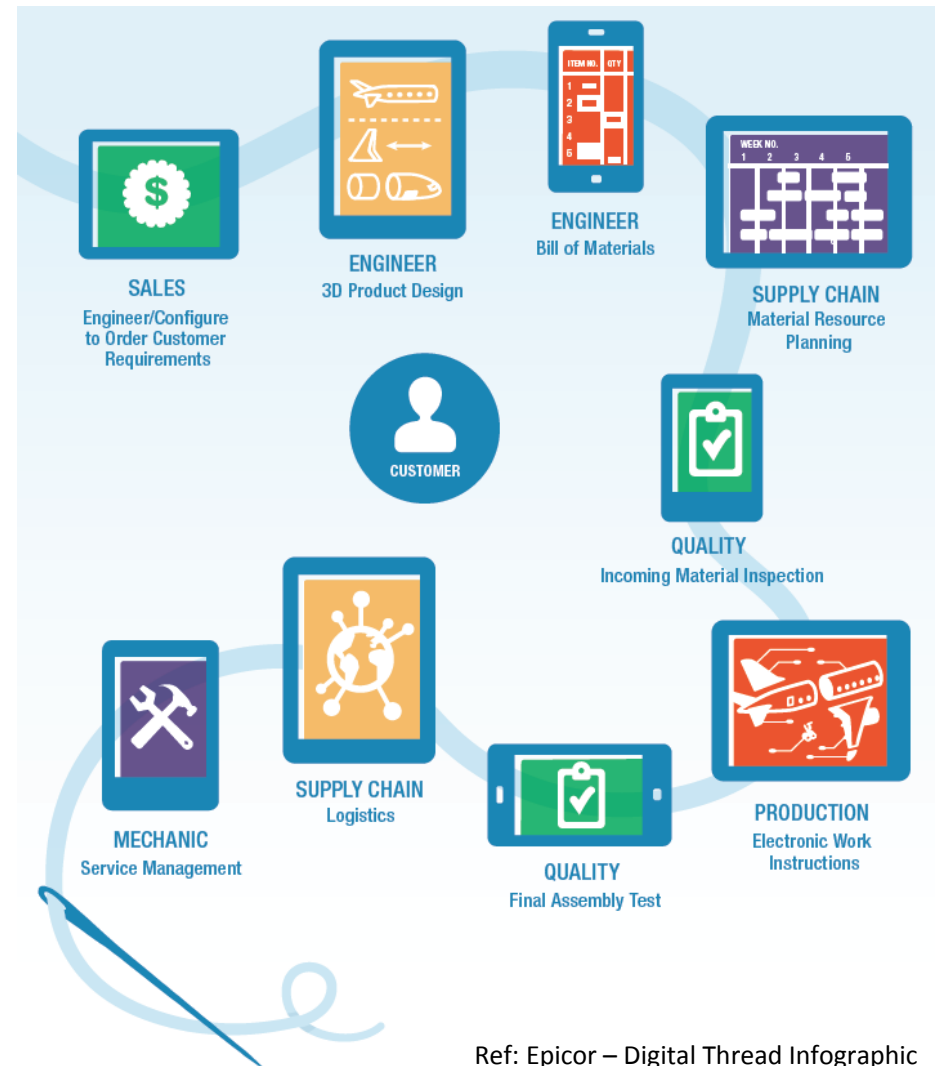 SALES
Engineer/Configure
to Order Customer
Requirements
ENGINEER
3D Product Design
ITEM NO. QTY
1
2
3
4
5
ENGINEER
Bill of Materials
WEEK NO.
1 2 3 4 5
SUPPLY CHAIN
Material Resource
Planning
CUSTOMER
QUALITY
Incoming Material Inspection
PRODUCTION
Electronic Work
Instructions
QUALITY
Final Assembly Test
SUPPLY CHAIN
Logistics
MECHANIC
Service Management
$
Ref: Epicor – Digital Thread Infographic